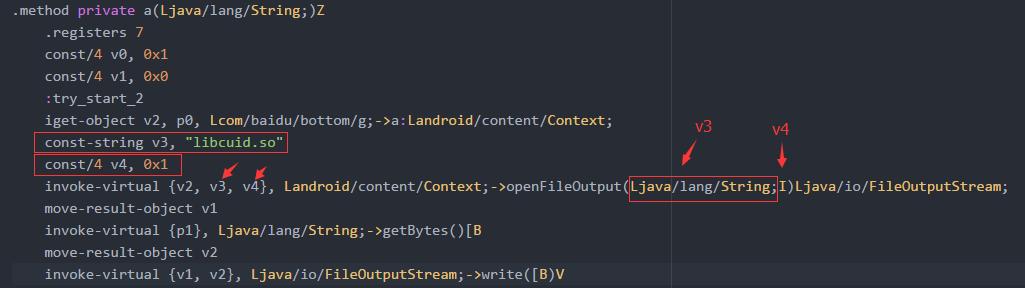 .method private a(Ljava/lang/String;)Z
.registers 7
const/4 v0, 0x1
const/4 v1, 0x0
:try_start_2
iget-object v2, p0, Lcom/baidu/bottom/g;->a:Landroid/content/Context;
v3 v4
const-string v3, "libcuid.so"
const/4 v4, 0x1
invoke-virtual {v2, v3, v4}, Landroid/content/Context;->openFileOutput(Ljava/lang/String;I)Ljava/io/FileOutputStream;
move-result-object v1
invoke-virtual {p1}, Ljava/lang/String;->getBytes()[B
move-result-object v2
invoke-virtual {v1, v2}, Ljava/io/FileOutputStream;->write([B)V